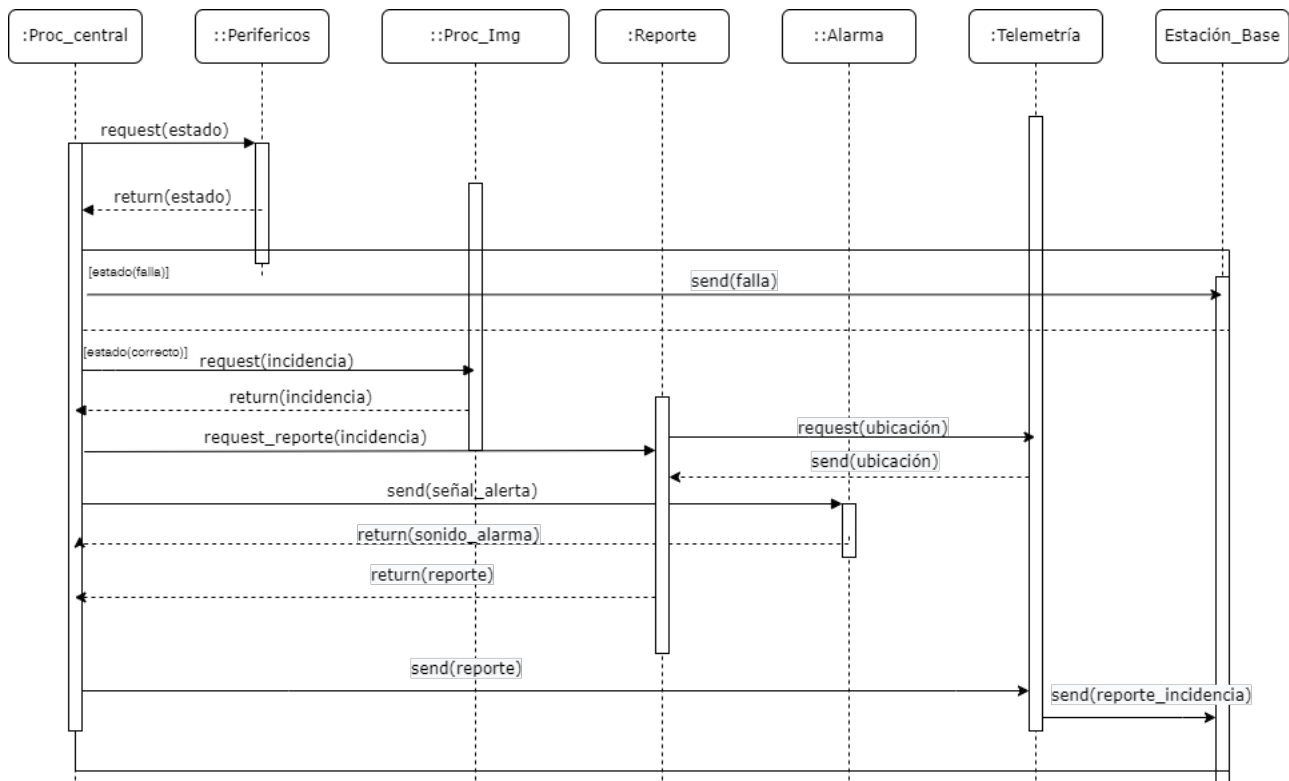 :Proc_central
::Perifericos
::Proc_Img
:Reporte
::Alarma
:Telemetría
Estación_Base
request(estado)
return(estado)
[estado(falla)]
send(falla)
[estado(correcto)]
request(incidencia)
return(incidencia)
request_reporte(incidencia)
request(ubicación)
send(ubicación)
send(señal_alerta)
return(sonido_alarma)
return(reporte)
send(reporte)
send(reporte_incidencia)